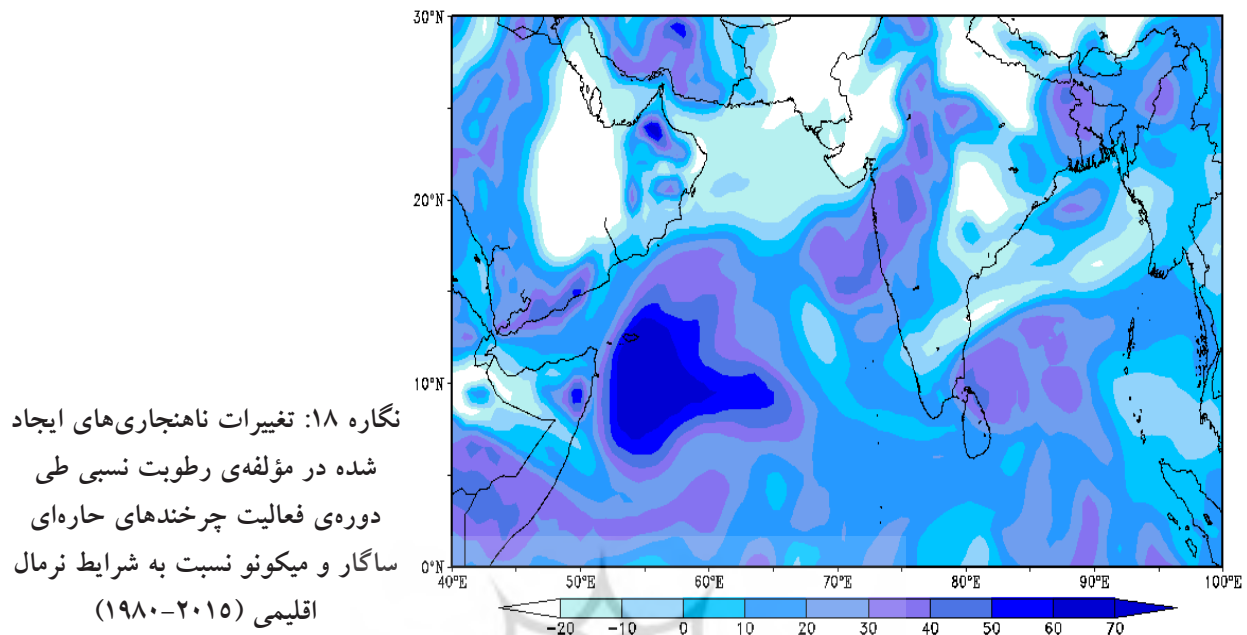 30°N
20°N
10°N
0°N
40°E 50°E 60°E 70°E 80°E 90°E 100°E
-20 -10 0 10 20 30 40 50 60 70
نگاره ۱۸: تغییرات ناهنجاری‌های ایجاد
شده در مؤلفه‌ی رطوبت نسبی طی
دوره‌ی فعالیت چرخندهای حاره‌ای
ساگار و میکونو نسبت به شرایط نرمال
اقلیمی (۲۰۱۵-۱۹۸۰)